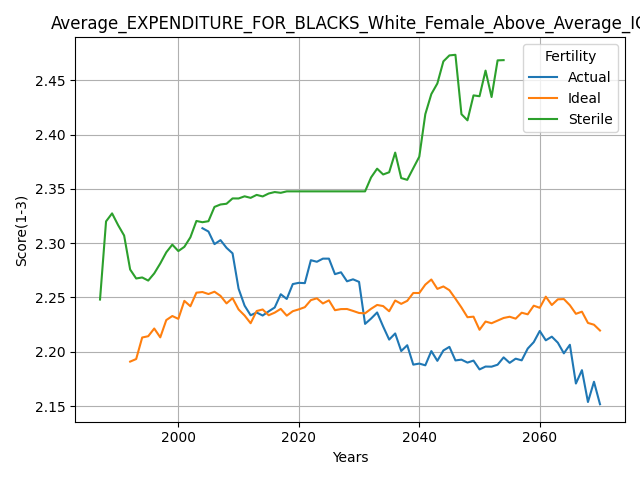 Average_EXPENDITURE_FOR_BLACKS_White_Female_Above_Average_IQ
Fertility
Actual
Ideal
Sterile
Score(1-3)
2.45
2.40
2.35
2.30
2.25
2.20
2.15
2000
2020
2040
2060
Years